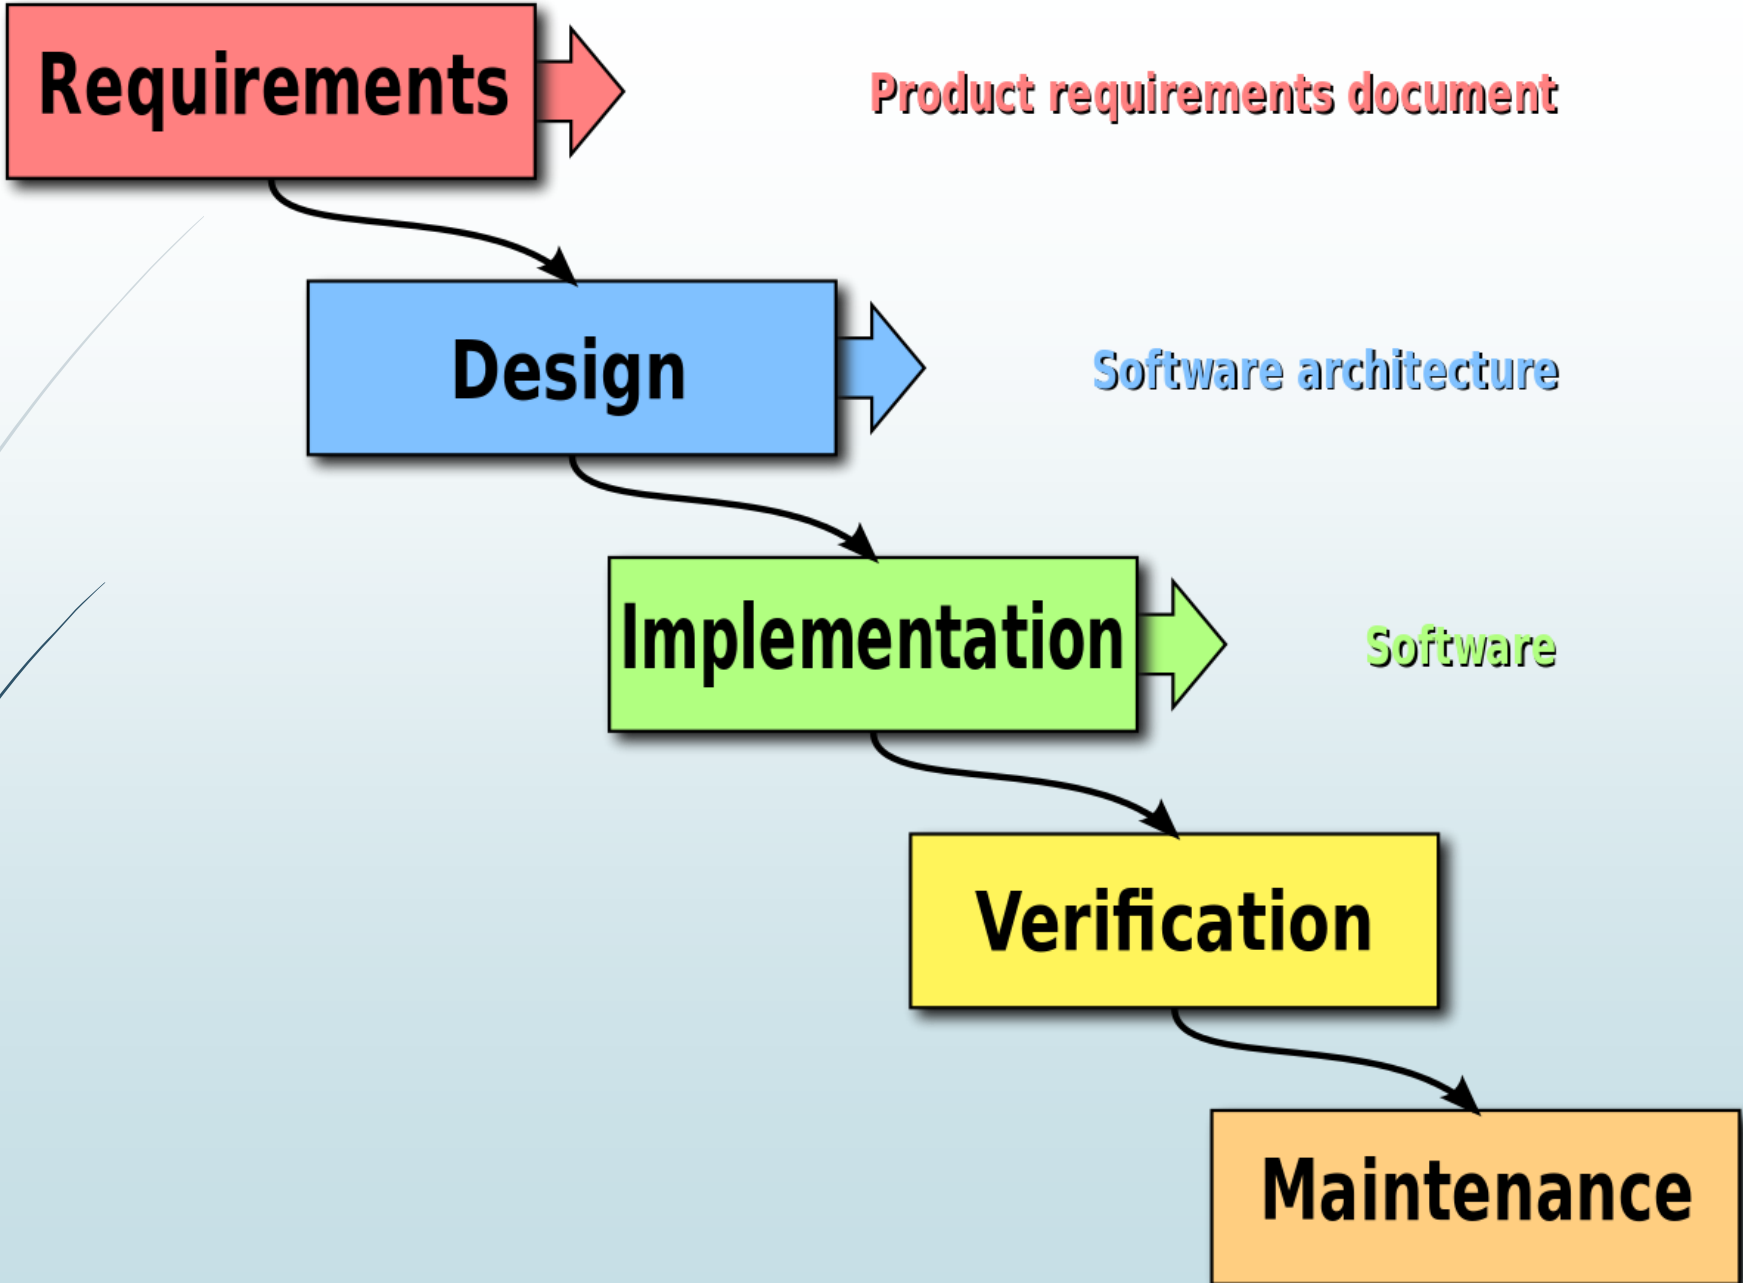 Requirements
Product requirements document
Design
Software architecture
Implementation
Software
Verification
Maintenance